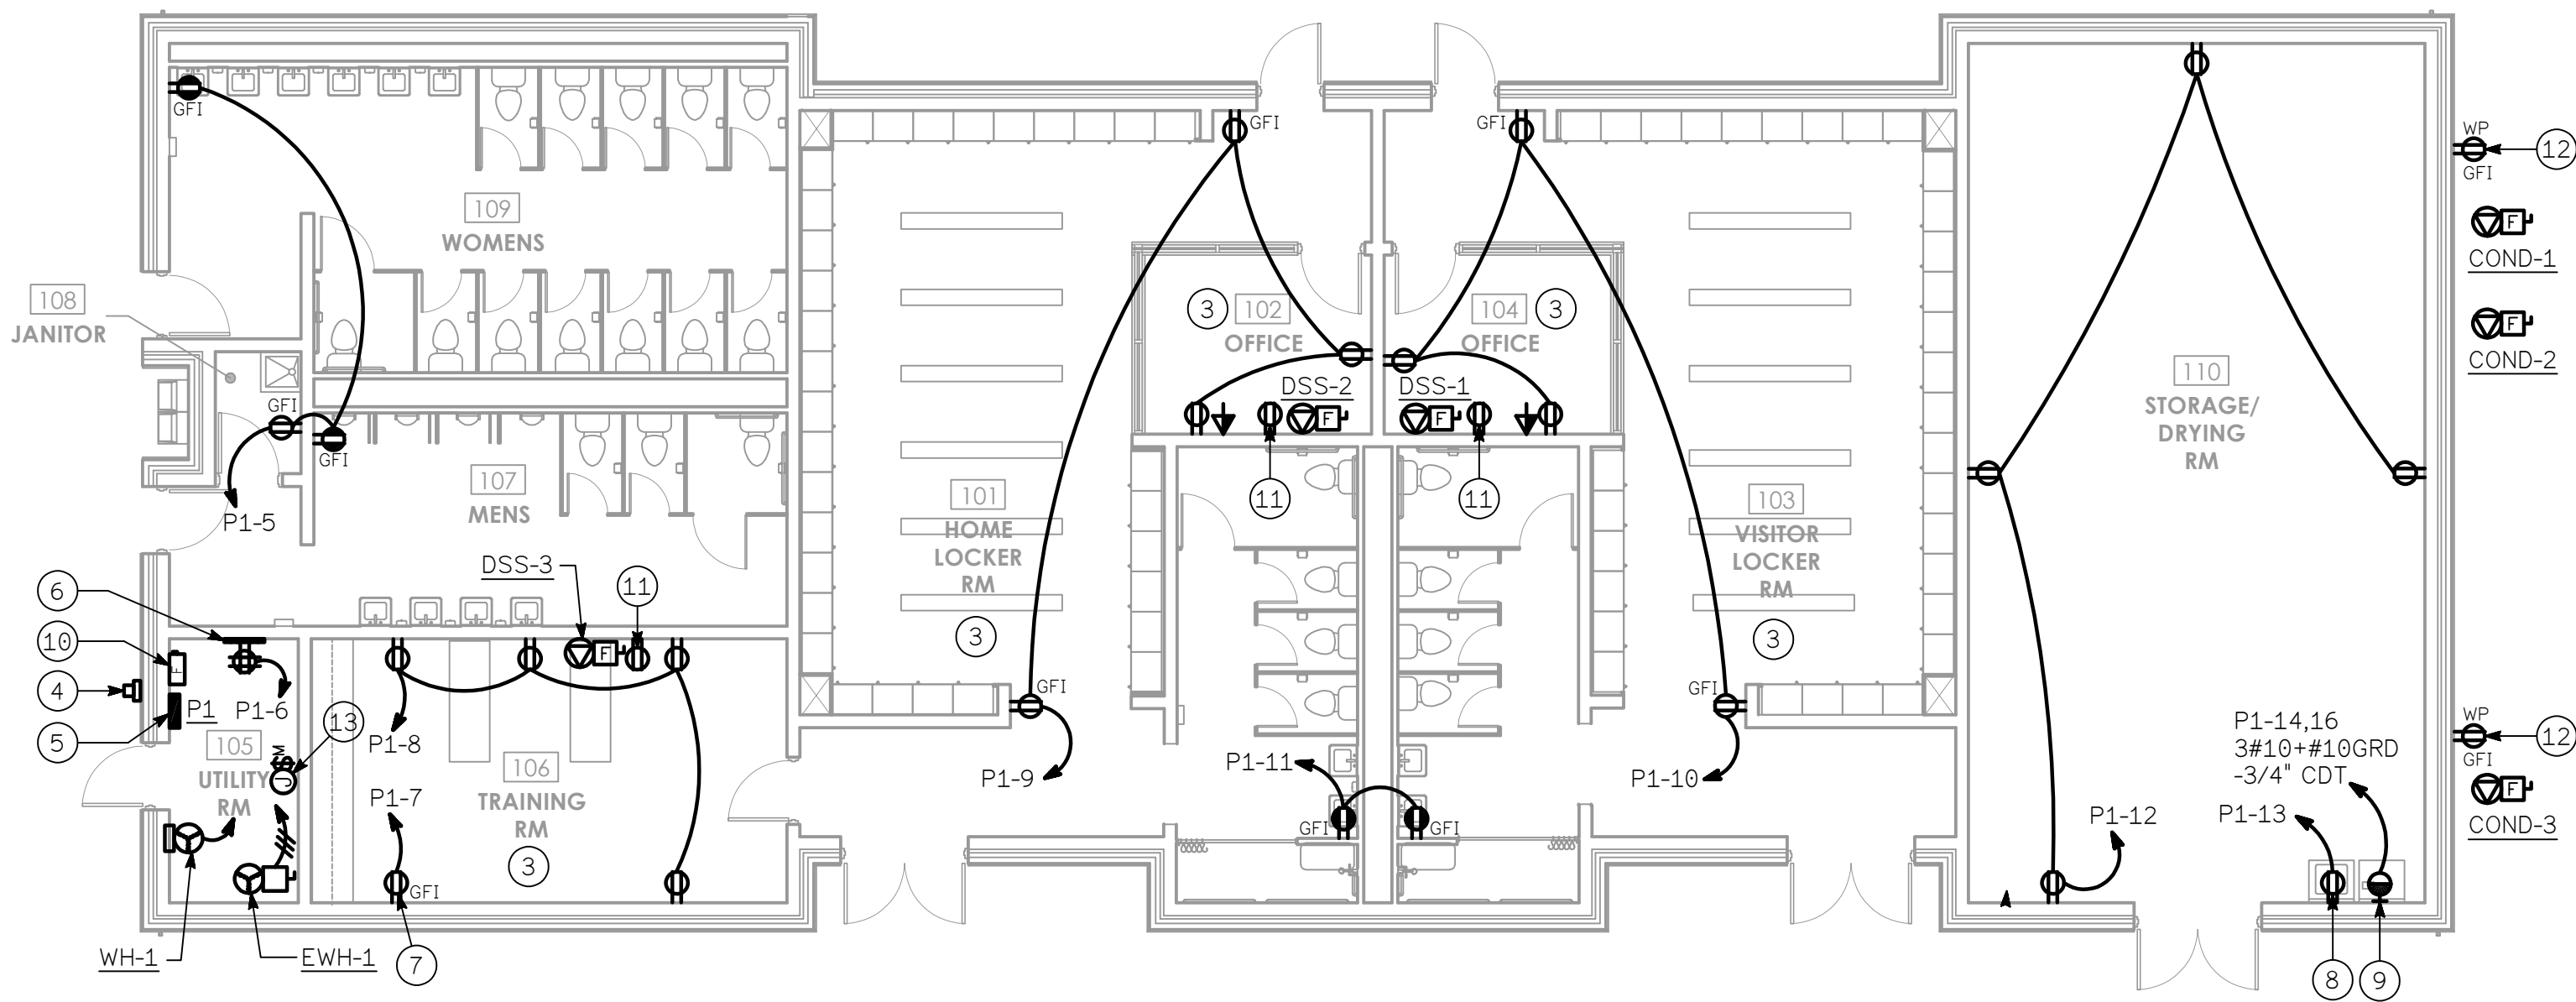 GFI
109
WOMENS
108
JANITOR
GFI
GFI
P1-5
107
MENS
DSS-3
11
6
10
4
5
P1
P1-6
13
J
SM
105
UTILITY
RM
WH-1
EWH-1
P1-8
P1-7
106
TRAINING
RM
3
GFI
7
F
F
GFI
GFI
3
102
OFFICE
104
OFFICE
3
DSS-2
DSS-1
F
F
11
11
101
HOME
LOCKER
RM
3
GFI
P1-9
103
VISITOR
LOCKER
RM
3
GFI
P1-10
P1-11
GFI
GFI
110
STORAGE/
DRYING
RM
P1-12
P1-14,16
3#10+#10GRD
-3/4" CDT
P1-13
8
9
WP
GFI
12
F
COND-1
F
COND-2
WP
GFI
12
F
COND-3